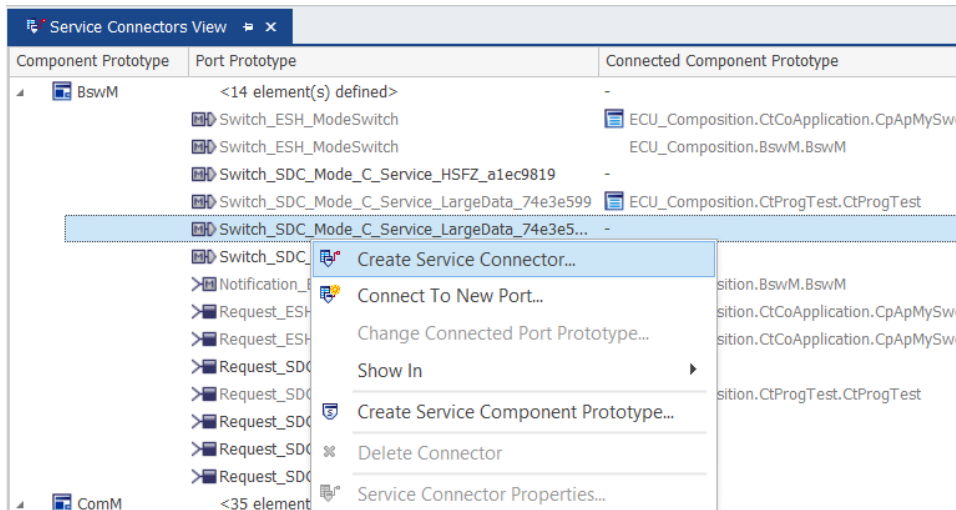 Service Connectors View
Component Prototype Port Prototype Connected Component Prototype
BswM <14 element(s) defined> -
Switch_ESH_ModeSwitch ECU_Composition.CtCoApplication.CpApMySw
Switch_ESH_ModeSwitch ECU_Composition.BswM.BswM
Switch_SDC_Mode_C_Service_HSFZ_a1ec9819 -
Switch_SDC_Mode_C_Service_LargeData_74e3e599 ECU_Composition.CtProgTest.CtProgTest
Switch_SDC_Mode_C_Service_LargeData_74e3e5... -
Switch_SDC_
Create Service Connector...
Notification_ sition.BswM.BswM
Connect To New Port...
Request_ESH sition.CtCoApplication.CpApMySw
Request_ESH sition.CtCoApplication.CpApMySw
Change Connected Port Prototype...
Request_SDC
Show In
Request_SDC sition.CtProgTest.CtProgTest
Request_SDC
Create Service Component Prototype...
Request_SDC
Delete Connector
Request_SDC
Service Connector Properties...
ComM <35 element